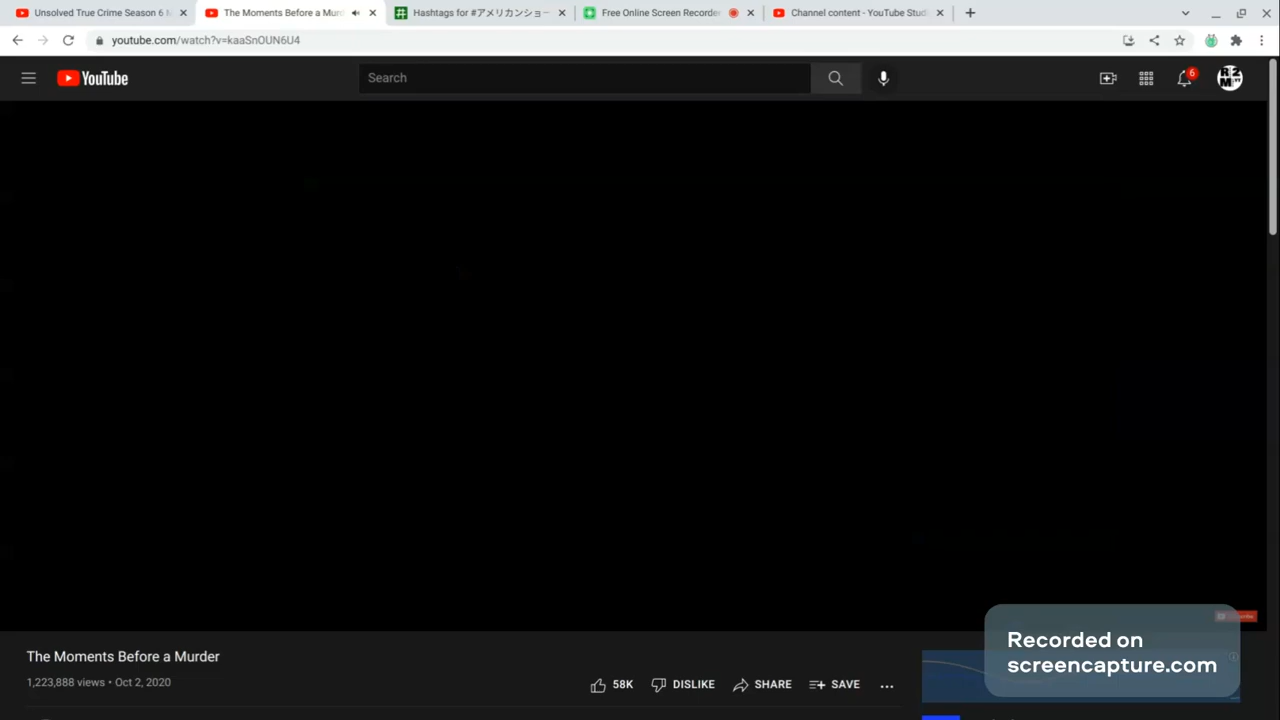 Unsolved True Crime Season 6
The Moments Before a Murd
Hashtags for #アメリカンショー
Free Online Screen Recorde
Channel content - YouTube Studi
youtube.com/watch?v=kaaSnOUN6U4
YouTube
Search
6
The Moments Before a Murder
1,223,888 views • Oct 2, 2020
58K
DISLIKE
SHARE
SAVE
Recorded on
screencapture.com